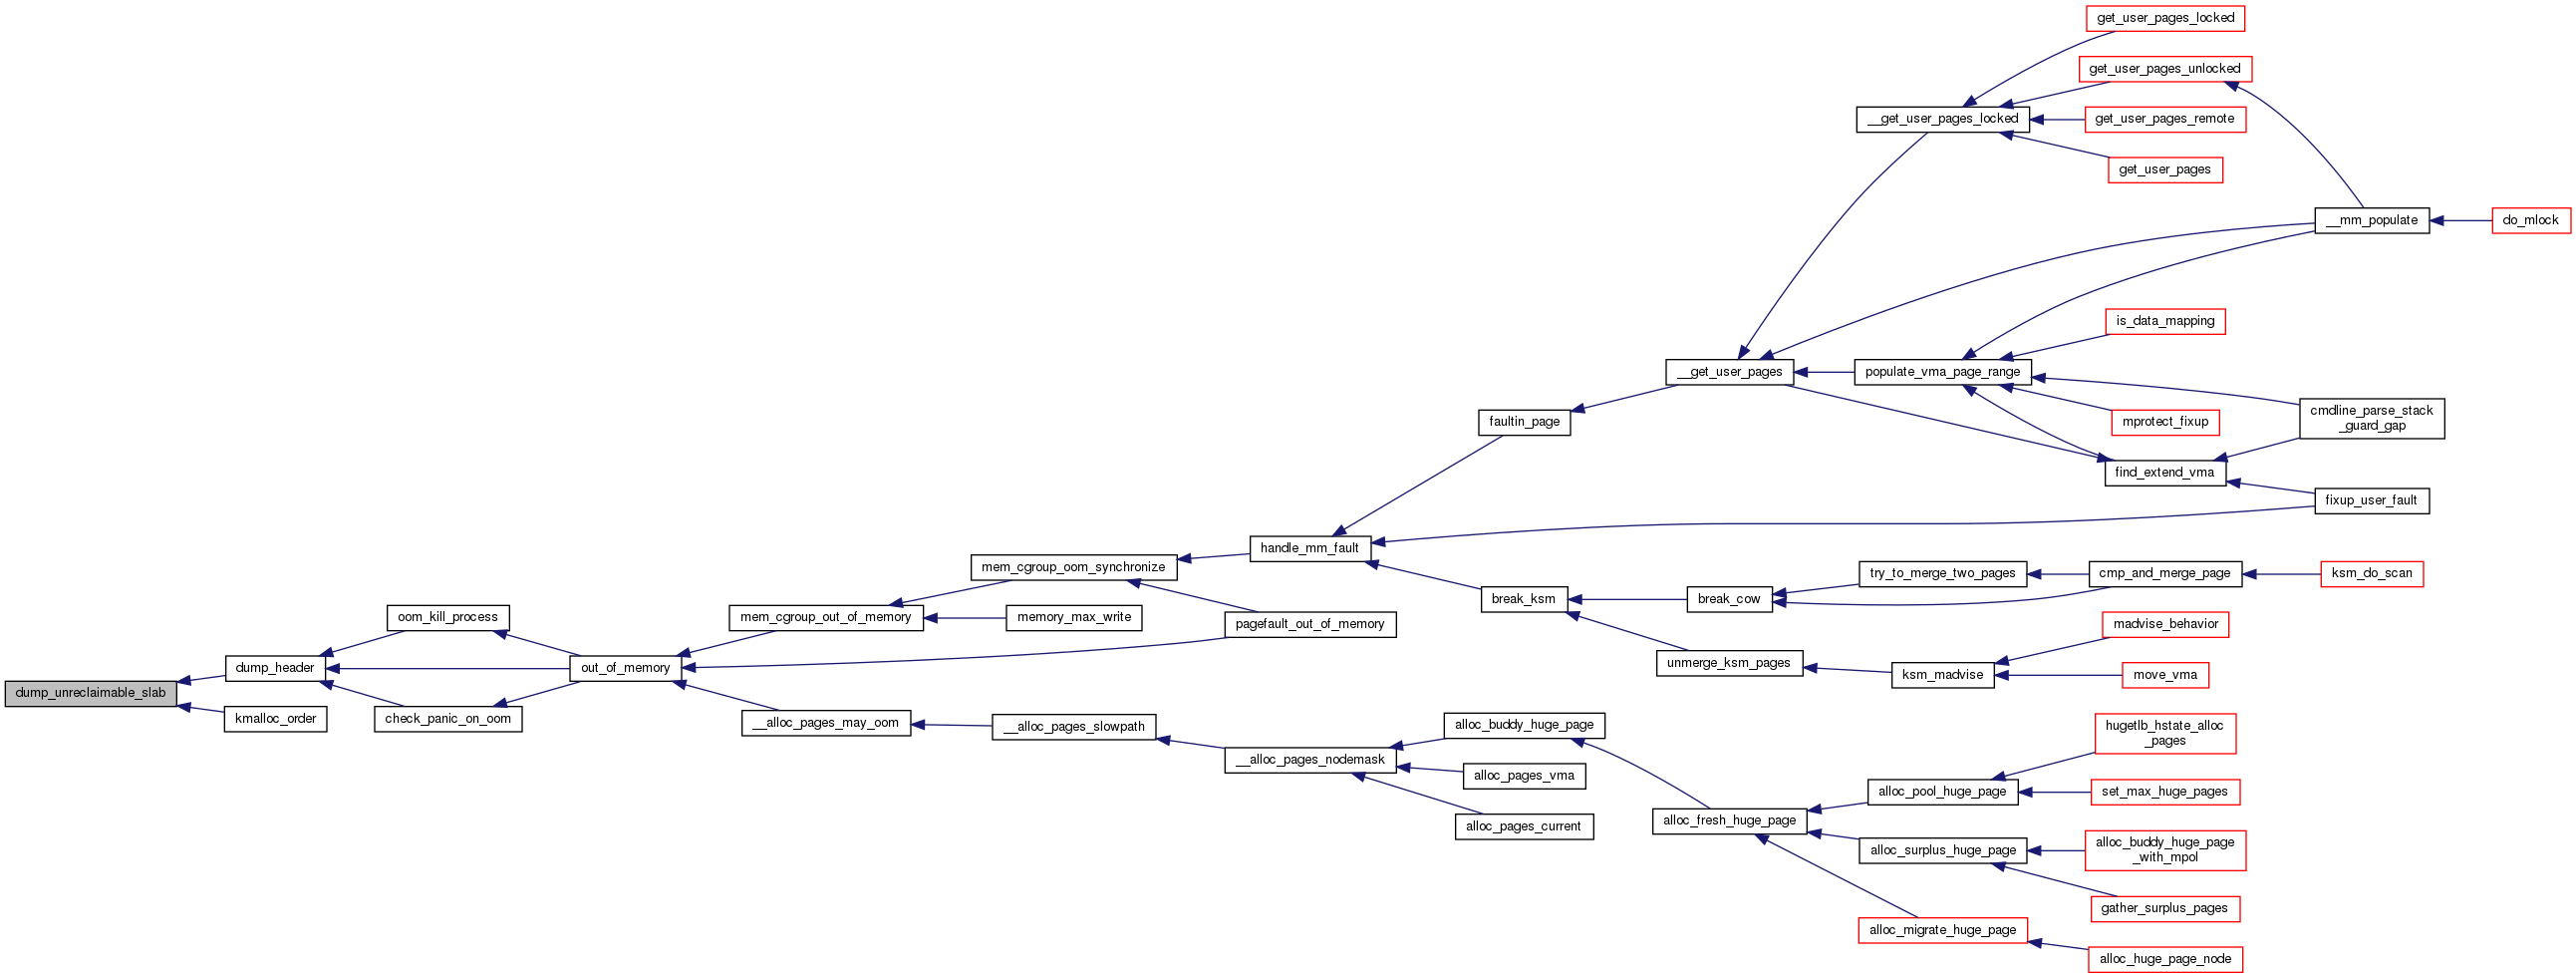 get_user_pages_locked
get_user_pages_unlocked
__get_user_pages_locked
get_user_pages_remote
get_user_pages
__mm_populate
do_mlock
is_data_mapping
__get_user_pages
populate_vma_page_range
cmdline_parse_stack
_guard_gap
faultin_page
mprotect_fixup
find_extend_vma
fixup_user_fault
handle_mm_fault
mem_cgroup_oom_synchronize
try_to_merge_two_pages
cmp_and_merge_page
ksm_do_scan
break_ksm
break_cow
oom_kill_process
mem_cgroup_out_of_memory
memory_max_write
pagefault_out_of_memory
madvise_behavior
dump_header
out_of_memory
unmerge_ksm_pages
ksm_madvise
move_vma
dump_unreclaimable_slab
kmalloc_order
check_panic_on_oom
__alloc_pages_may_oom
__alloc_pages_slowpath
alloc_buddy_huge_page
hugetlb_hstate_alloc
_pages
__alloc_pages_nodemask
alloc_pages_vma
alloc_pool_huge_page
set_max_huge_pages
alloc_pages_current
alloc_fresh_huge_page
alloc_surplus_huge_page
alloc_buddy_huge_page
_with_mpol
gather_surplus_pages
alloc_migrate_huge_page
alloc_huge_page_node